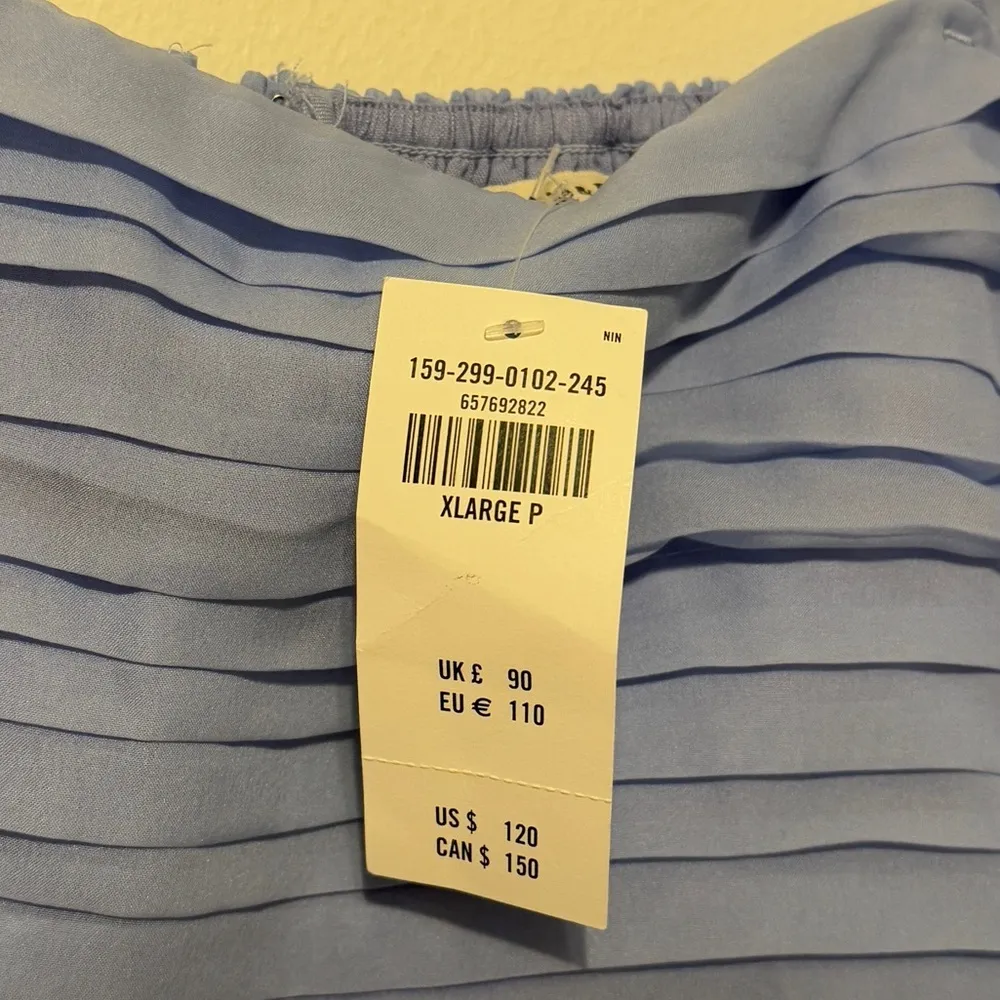 NIN
159-299-0102-245
657692822
XLARGE P
UK £ 90
EU € 110
US $ 120
CAN $ 150